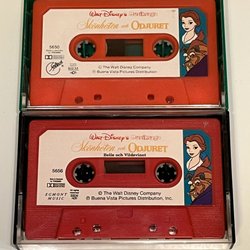 WALT DISNEY'S
Skönheten och ODJURET
5650
© The Walt Disney Company
Ⓟ Buena Vista Pictures Distribution
WALT DISNEY'S
Skönheten och ODJURET
Belle och Vilddjuret
5656
EGMONT
MUSIC
© The Walt Disney Company
Ⓟ Buena Vista Pictures Distribution, Inc.